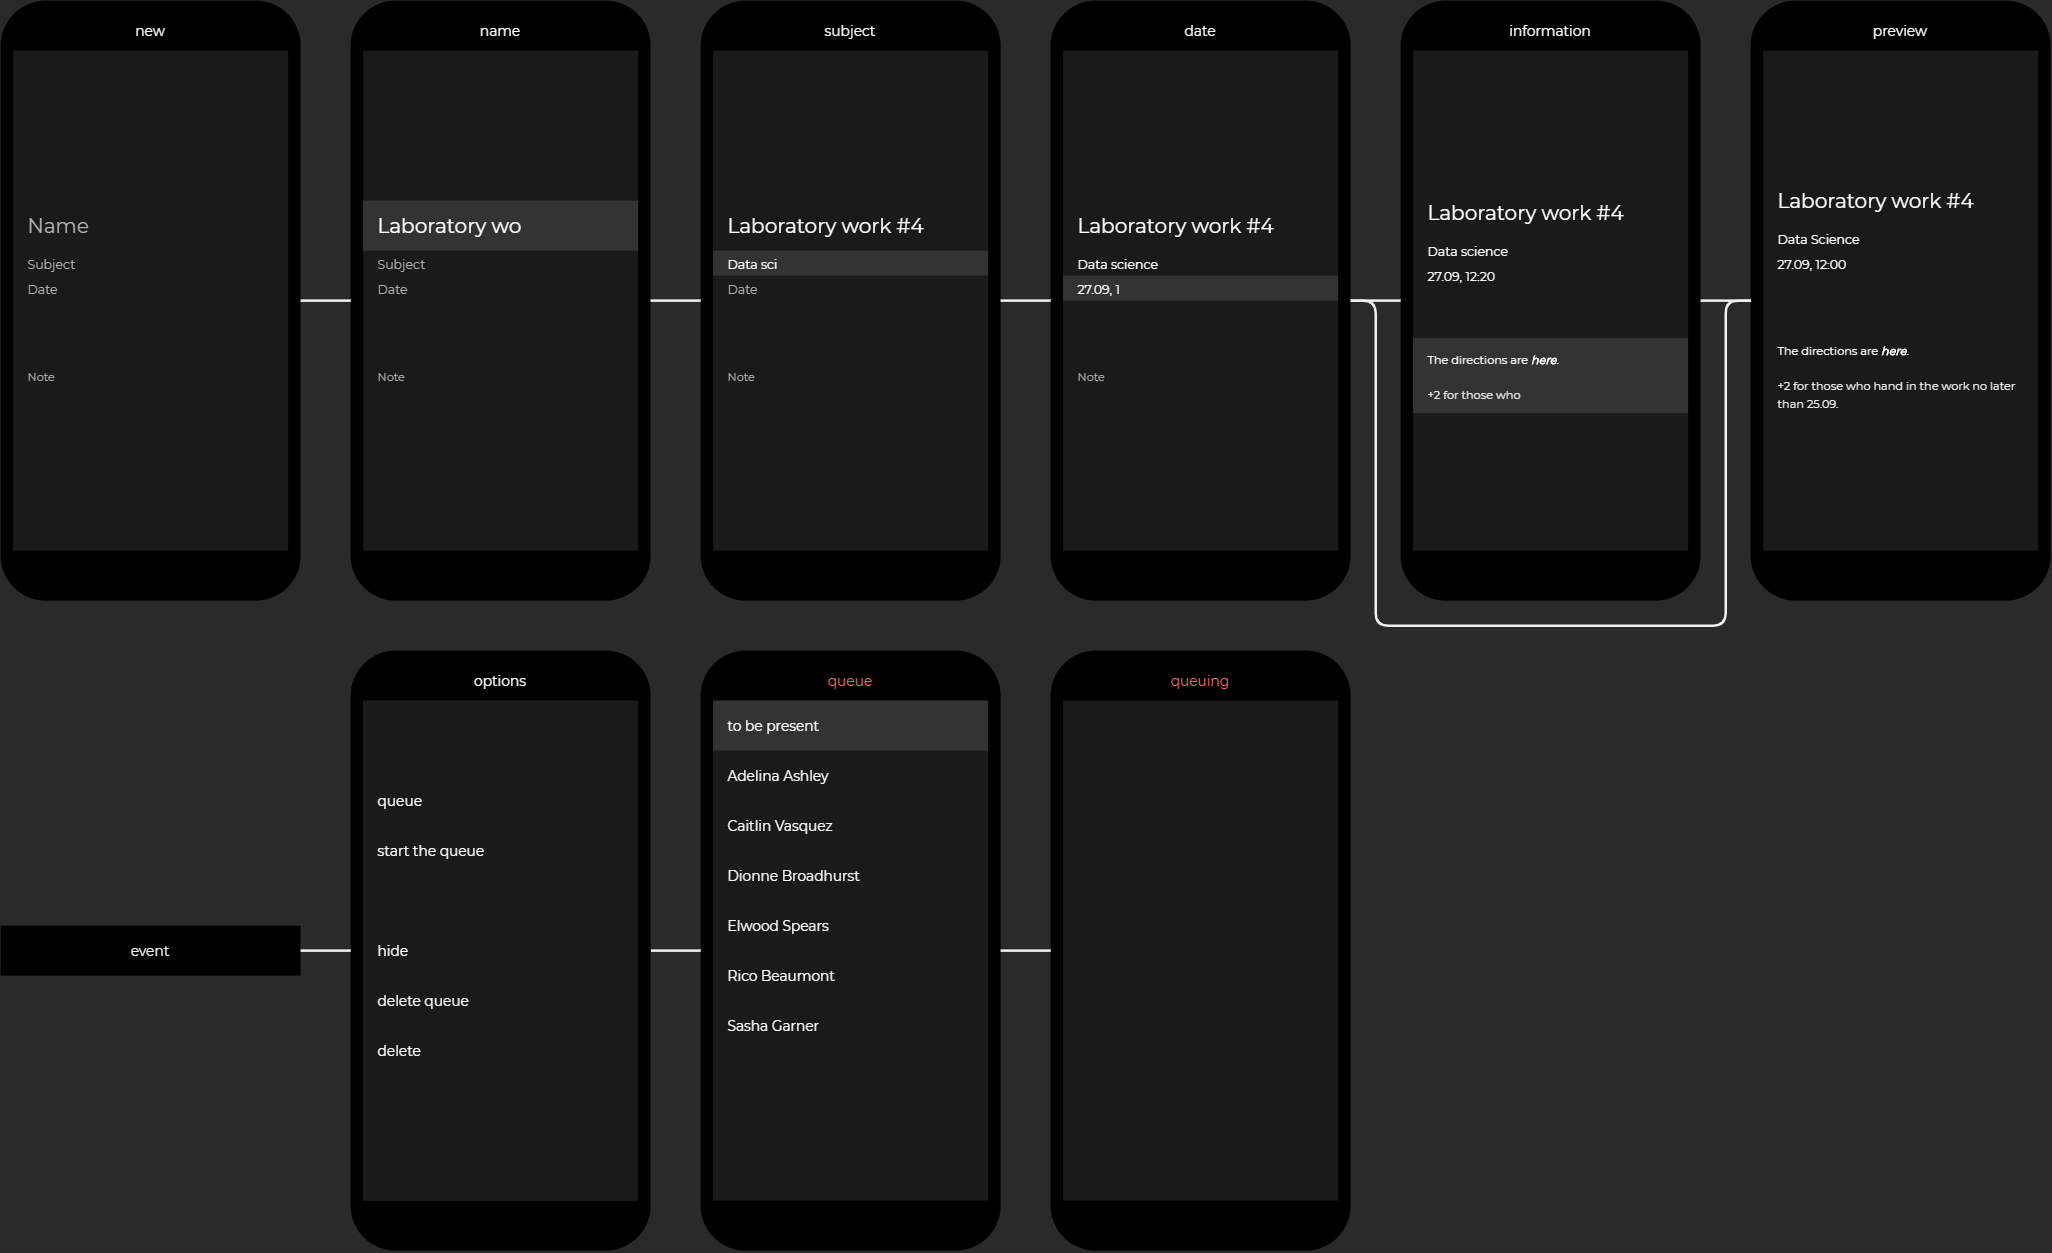 new
Name
Subject
Date
Note
name
Laboratory wo
Subject
Date
Note
subject
Laboratory work #4
Data sci
Date
Note
date
Laboratory work #4
Data science
27.09, 1
Note
information
Laboratory work #4
Data science
27.09, 12:20
The directions are here.
+2 for those who
preview
Laboratory work #4
Data Science
27.09, 12:00
The directions are here.
+2 for those who hand in the work no later
than 25.09.
event
options
queue
start the queue
hide
delete queue
delete
queue
to be present
Adelina Ashley
Caitlin Vasquez
Dionne Broadhurst
Elwood Spears
Rico Beaumont
Sasha Garner
queuing